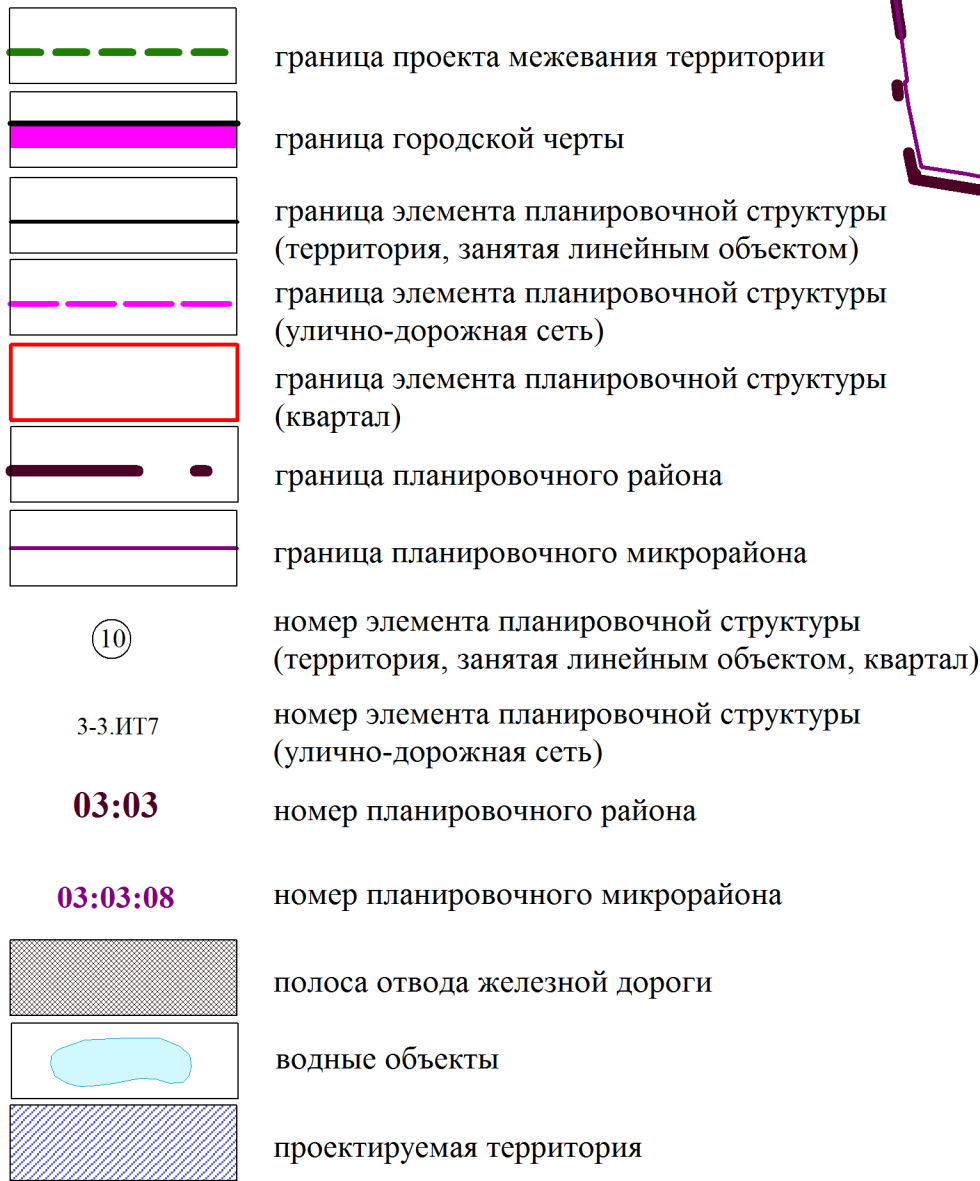 граница проекта межевания территории
граница городской черты
граница элемента планировочной структуры
(территория, занятая линейным объектом)
граница элемента планировочной структуры
(улично-дорожная сеть)
граница элемента планировочной структуры
(квартал)
граница планировочного района
граница планировочного микрорайона
10
номер элемента планировочной структуры
(территория, занятая линейным объектом, квартал)
3-3.ИТ7
номер элемента планировочной структуры
(улично-дорожная сеть)
03:03
номер планировочного района
03:03:08
номер планировочного микрорайона
полоса отвода железной дороги
водные объекты
проектируемая территория